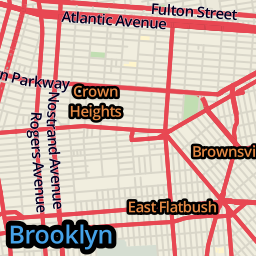 Fulton Street
Atlantic Avenue
n Parkway
Crown
Heights
Nostrand Avenue
Rogers Avenue
Brownsvi
East Flatbush
Brooklyn